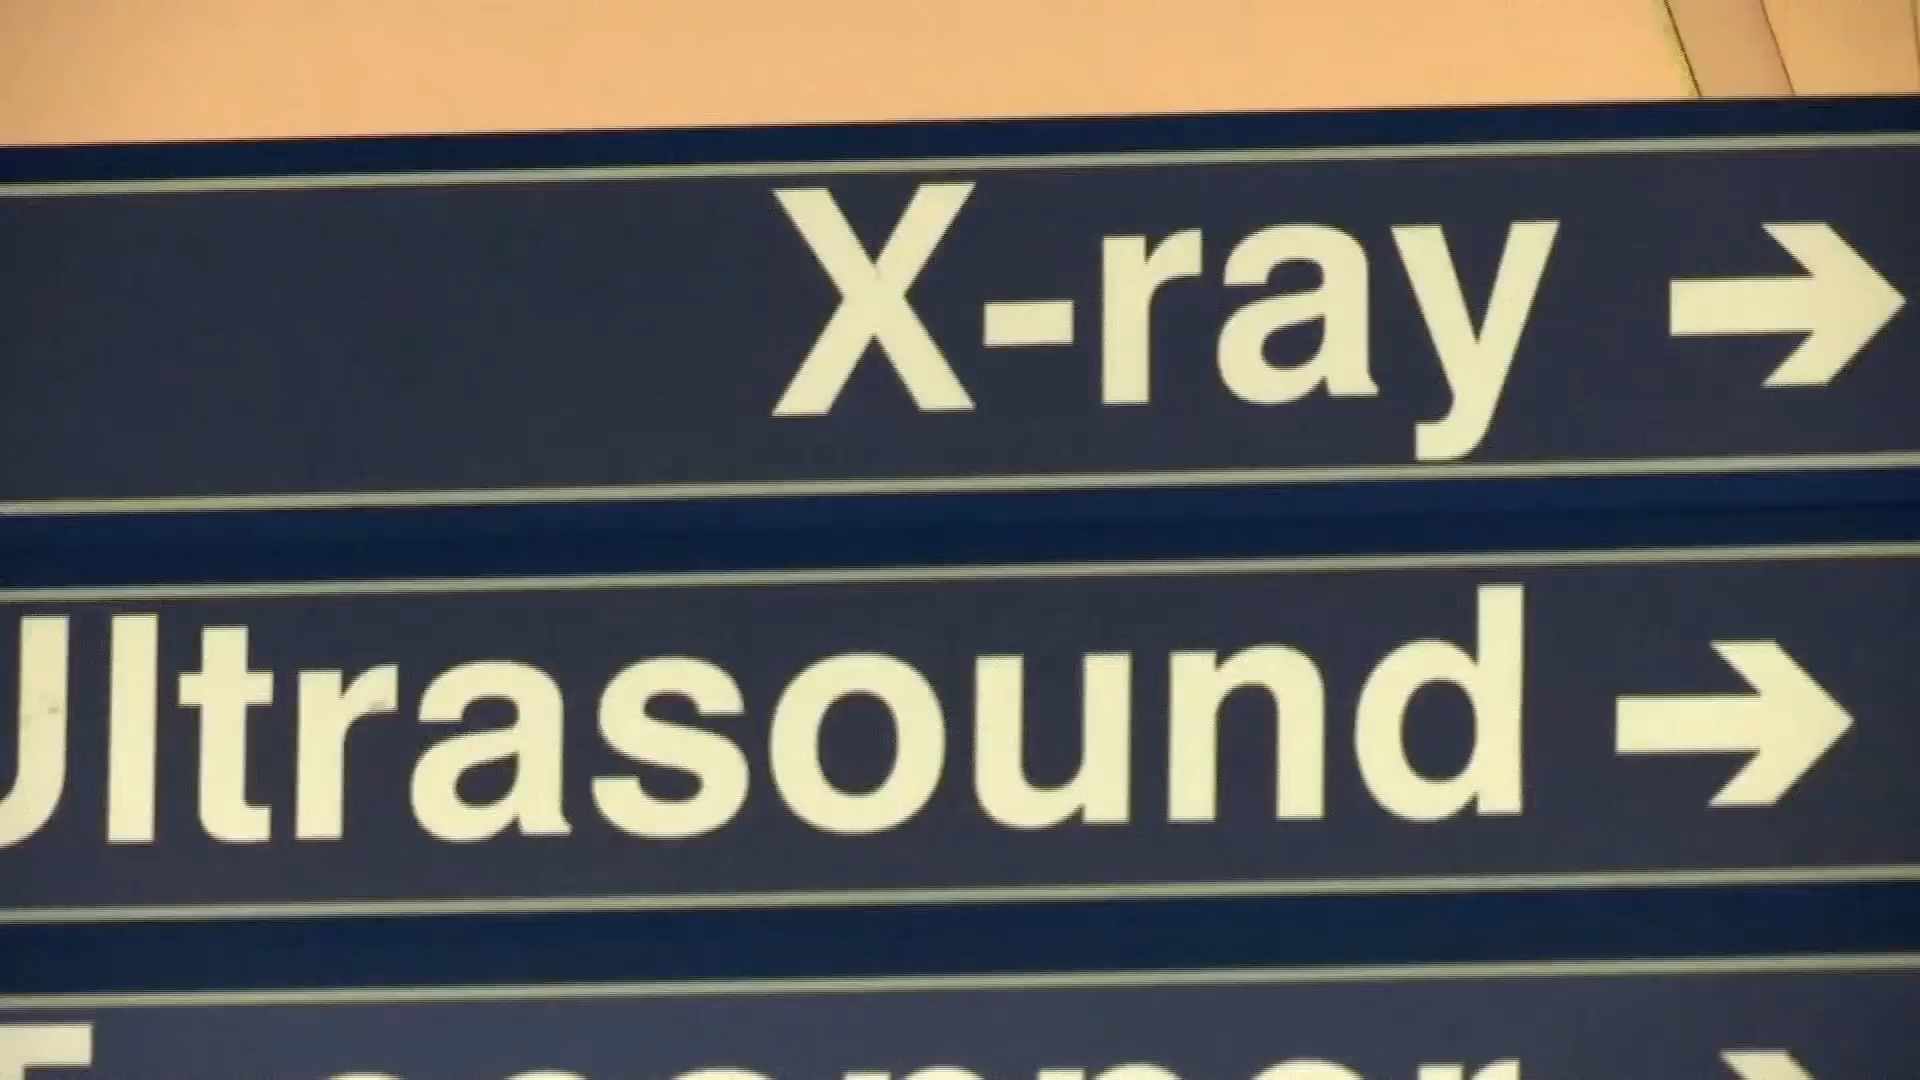 X-ray →
Ultrasound →